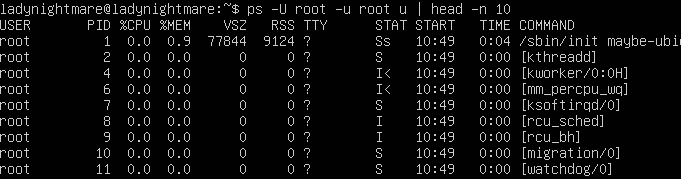 ladynightmare@ladynightmare:~$ ps -U root -u root u | head -n 10
USER       PID %CPU %MEM    VSZ   RSS TTY      STAT START   TIME COMMAND
root         1  0.0  0.9  77844  9124 ?        Ss   10:49   0:04 /sbin/init maybe-ubi
root         2  0.0  0.0      0     0 ?        S    10:49   0:00 [kthreadd]
root         4  0.0  0.0      0     0 ?        I<   10:49   0:00 [kworker/0:0H]
root         6  0.0  0.0      0     0 ?        I<   10:49   0:00 [mm_percpu_wq]
root         7  0.0  0.0      0     0 ?        S    10:49   0:00 [ksoftirqd/0]
root         8  0.0  0.0      0     0 ?        I    10:49   0:00 [rcu_sched]
root         9  0.0  0.0      0     0 ?        I    10:49   0:00 [rcu_bh]
root        10  0.0  0.0      0     0 ?        S    10:49   0:00 [migration/0]
root        11  0.0  0.0      0     0 ?        S    10:49   0:00 [watchdog/0]